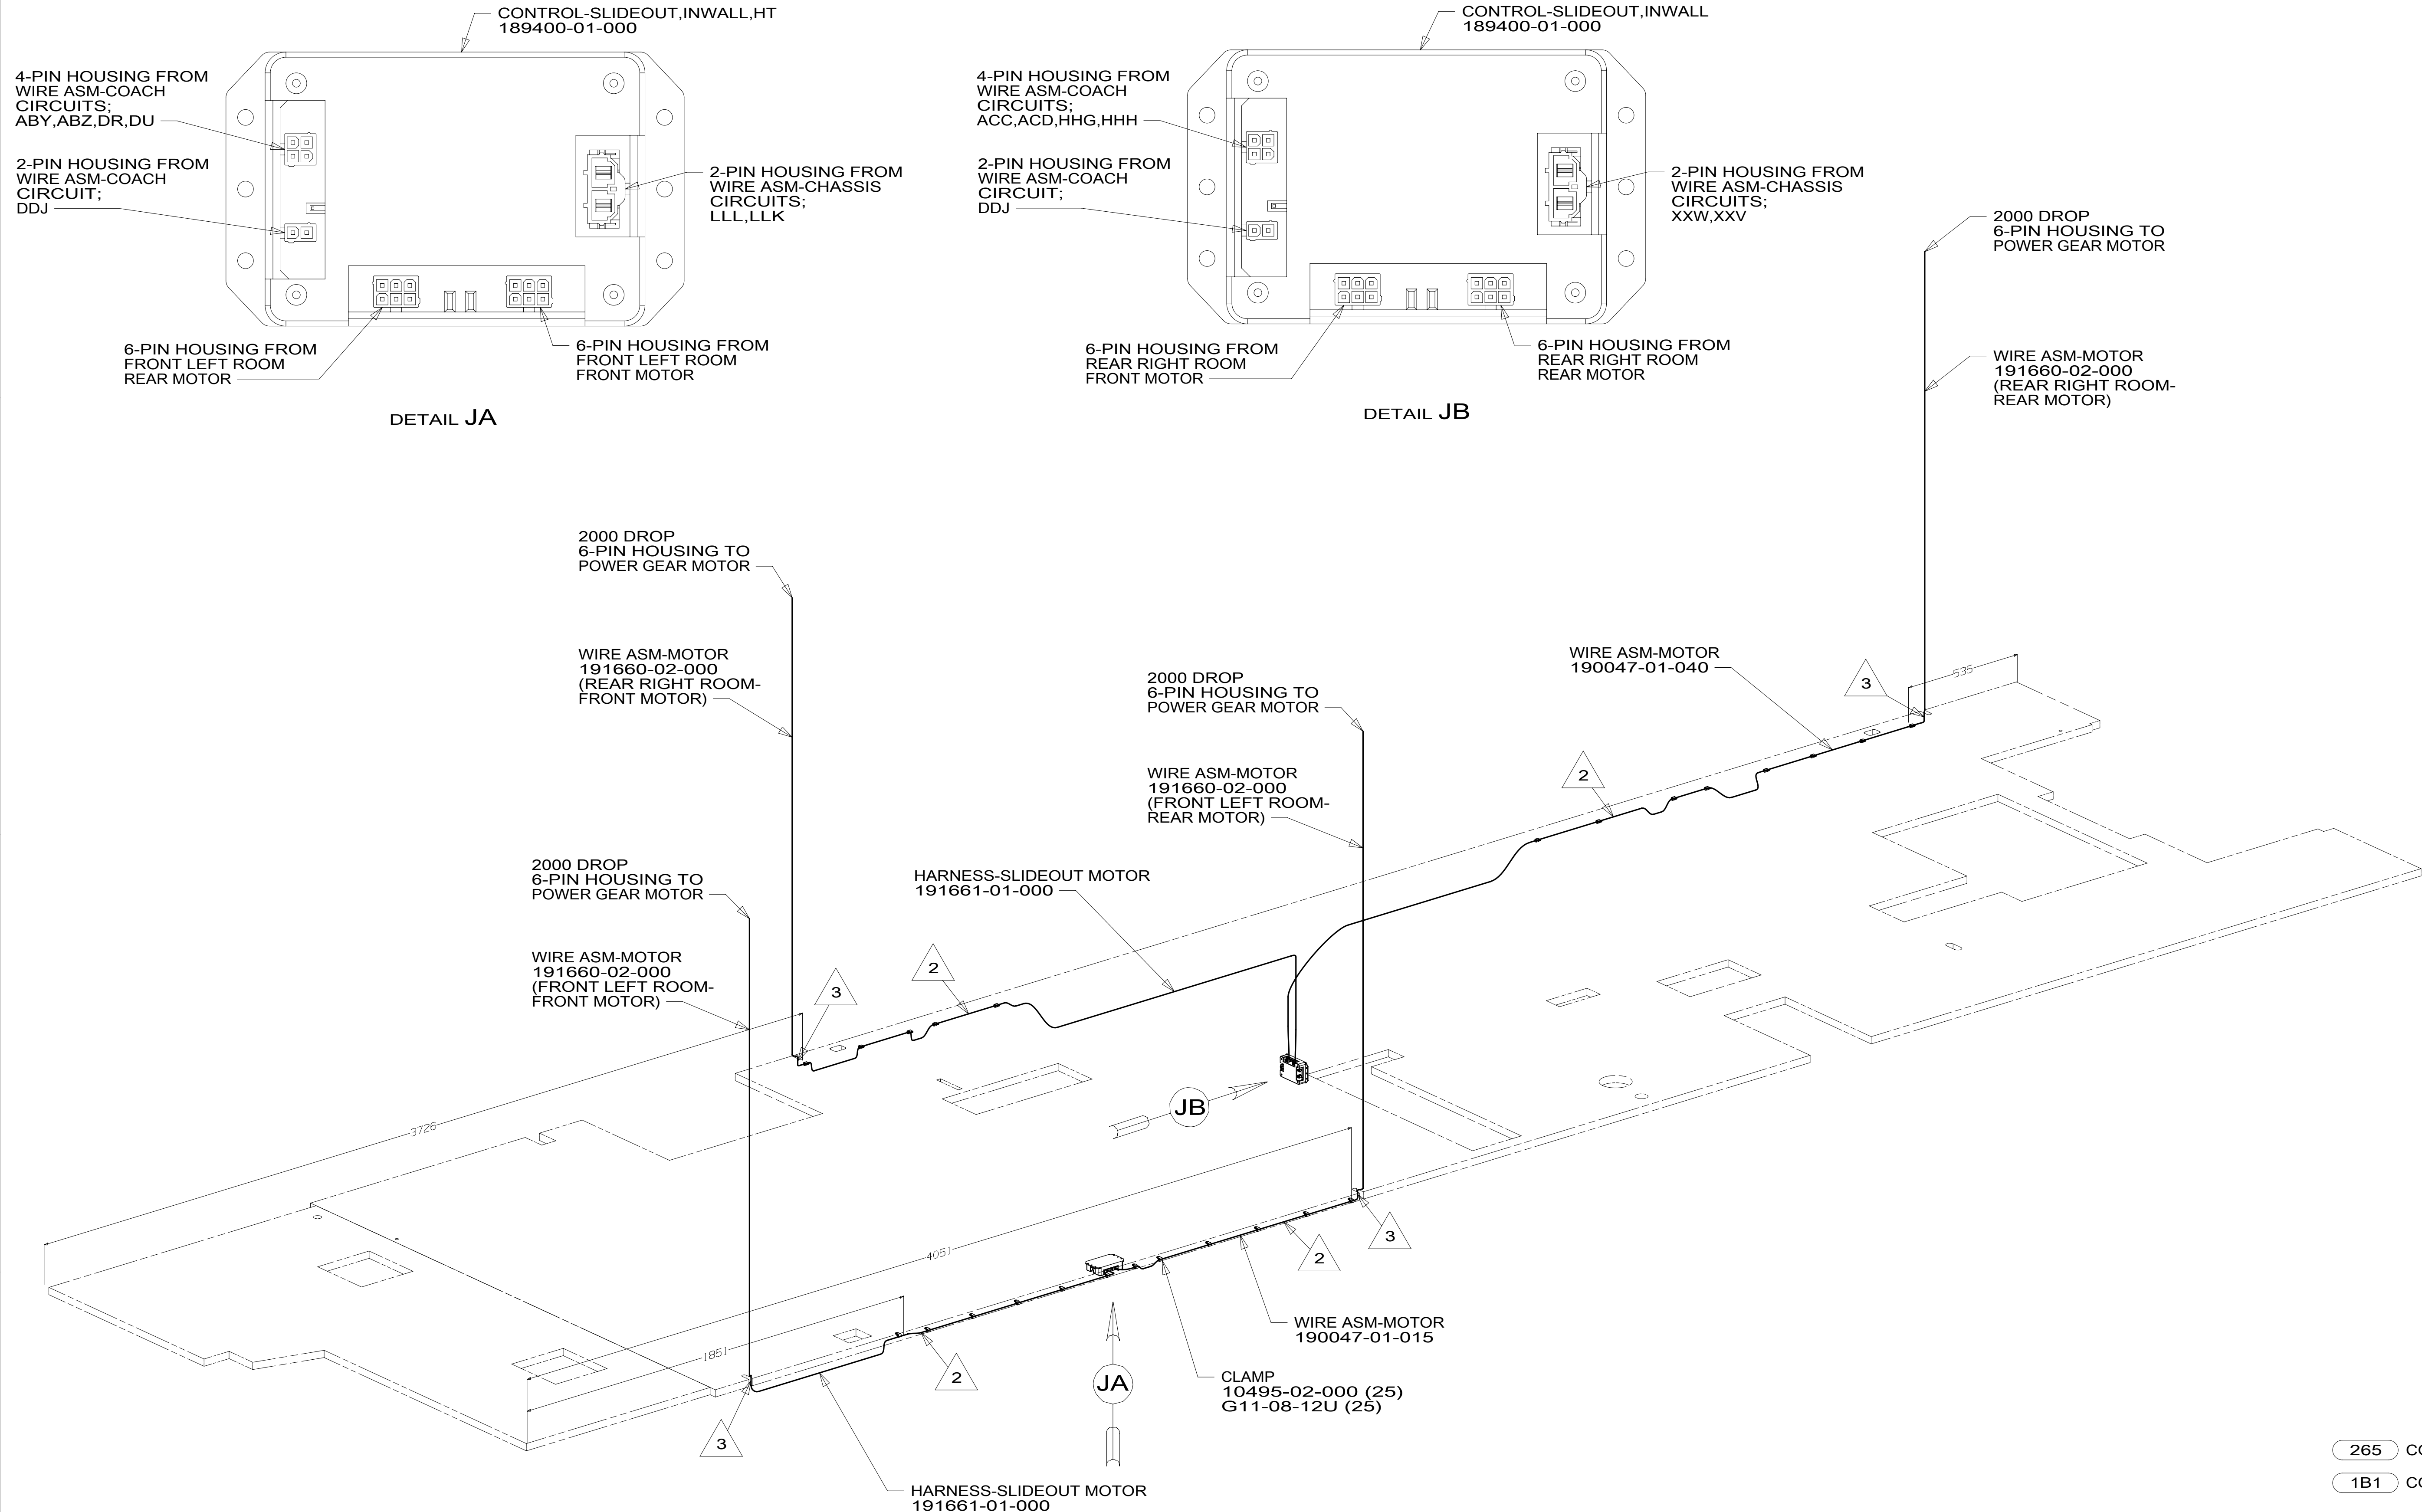 CONTROL-SLIDEOUT,INWALL,HT
189400-01-000
4-PIN HOUSING FROM
WIRE ASM-COACH
CIRCUITS;
ABY,ABZ,DR,DU
2-PIN HOUSING FROM
WIRE ASM-COACH
CIRCUIT;
DDJ
2-PIN HOUSING FROM
WIRE ASM-CHASSIS
CIRCUITS;
LLL,LLK
6-PIN HOUSING FROM
FRONT LEFT ROOM
REAR MOTOR
6-PIN HOUSING FROM
FRONT LEFT ROOM
FRONT MOTOR
DETAIL JA
CONTROL-SLIDEOUT,INWALL
189400-01-000
4-PIN HOUSING FROM
WIRE ASM-COACH
CIRCUITS;
ACC,ACD,HHG,HHH
2-PIN HOUSING FROM
WIRE ASM-COACH
CIRCUIT;
DDJ
2-PIN HOUSING FROM
WIRE ASM-CHASSIS
CIRCUITS;
XXW,XXV
6-PIN HOUSING FROM
REAR RIGHT ROOM
FRONT MOTOR
6-PIN HOUSING FROM
REAR RIGHT ROOM
REAR MOTOR
DETAIL JB
2000 DROP
6-PIN HOUSING TO
POWER GEAR MOTOR
WIRE ASM-MOTOR
191660-02-000
(REAR RIGHT ROOM-
REAR MOTOR)
2000 DROP
6-PIN HOUSING TO
POWER GEAR MOTOR
WIRE ASM-MOTOR
191660-02-000
(REAR RIGHT ROOM-
FRONT MOTOR)
2000 DROP
6-PIN HOUSING TO
POWER GEAR MOTOR
WIRE ASM-MOTOR
191660-02-000
(FRONT LEFT ROOM-
REAR MOTOR)
WIRE ASM-MOTOR
190047-01-040
3
535
2
2000 DROP
6-PIN HOUSING TO
POWER GEAR MOTOR
WIRE ASM-MOTOR
191660-02-000
(FRONT LEFT ROOM-
FRONT MOTOR)
HARNESS-SLIDEOUT MOTOR
191661-01-000
2
3
JB
3726
4051
1851
3
2
WIRE ASM-MOTOR
190047-01-015
CLAMP
10495-02-000 (25)
G11-08-12U (25)
JA
2
3
HARNESS-SLIDEOUT MOTOR
191661-01-000
265
1B1